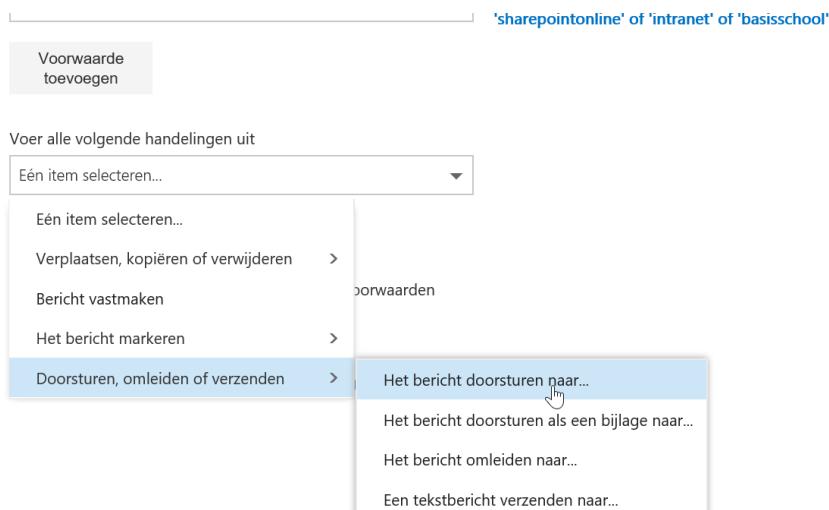 'sharepointonline' of 'intranet' of 'basisschool'
Voorwaarde
toevoegen
Voer alle volgende handelingen uit
Eén item selecteren...
Eén item selecteren...
Verplaatsen, kopiëren of verwijderen
Bericht vastmaken
Het bericht markeren
Doorsturen, omleiden of verzenden
Het bericht doorsturen naar...
Het bericht doorsturen als een bijlage naar...
Het bericht omleiden naar...
Een tekstbericht verzenden naar...